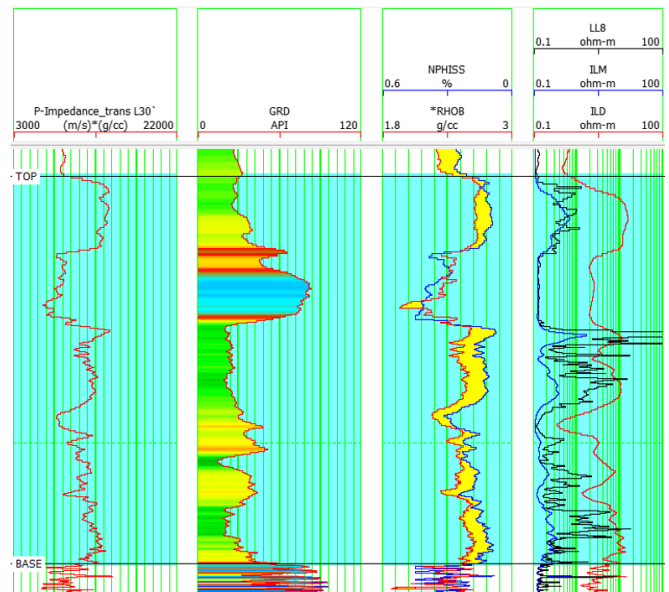 LL8
0.1 ohm-m 100
NPHISS ILM
0.6 % 0 0.1 ohm-m 100
P-Impedance_trans L30` GRD *RHOB ILD
3000 (m/s)*(g/cc) 22000 0 API 120 1.8 g/cc 3 0.1 ohm-m 100
TOP
BASE